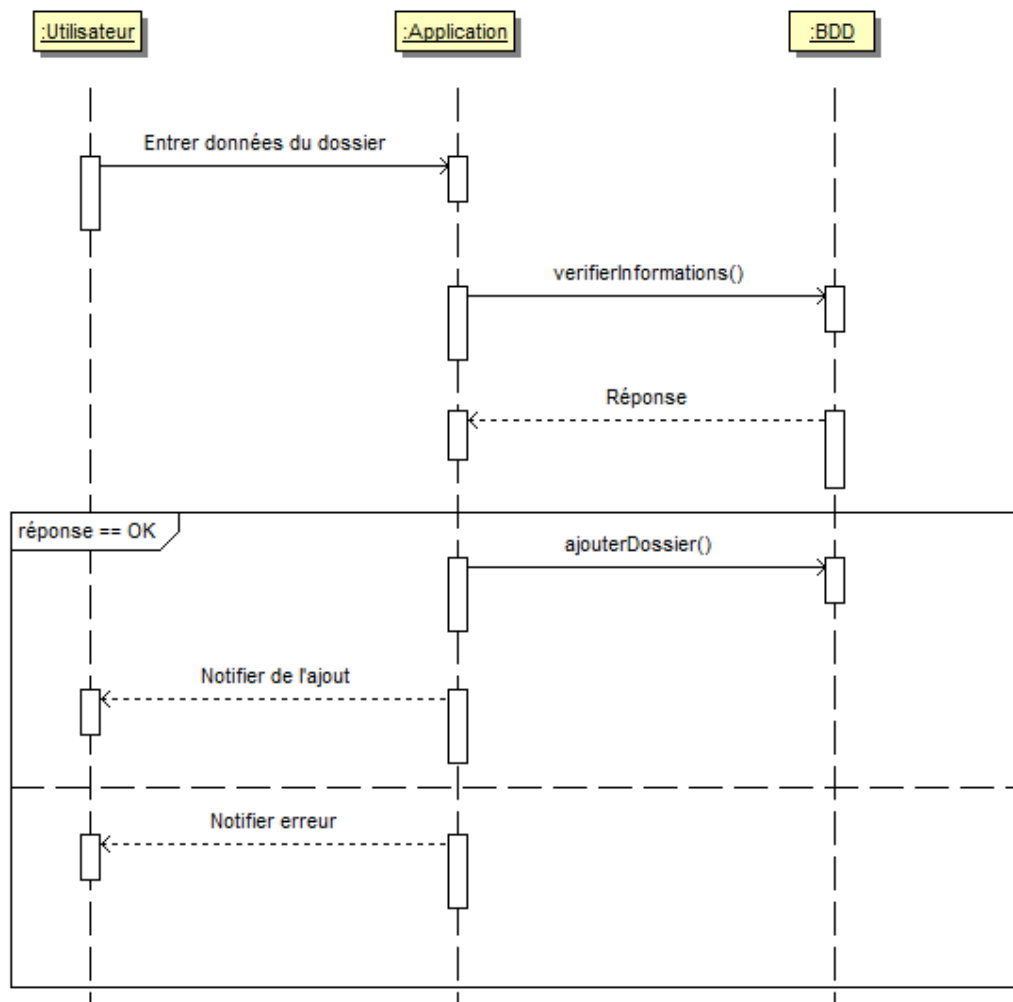 :Utilisateur
:Application
:BDD
Entrer données du dossier
verifierInformations()
Réponse
réponse == OK
ajouterDossier()
Notifier de l'ajout
Notifier erreur